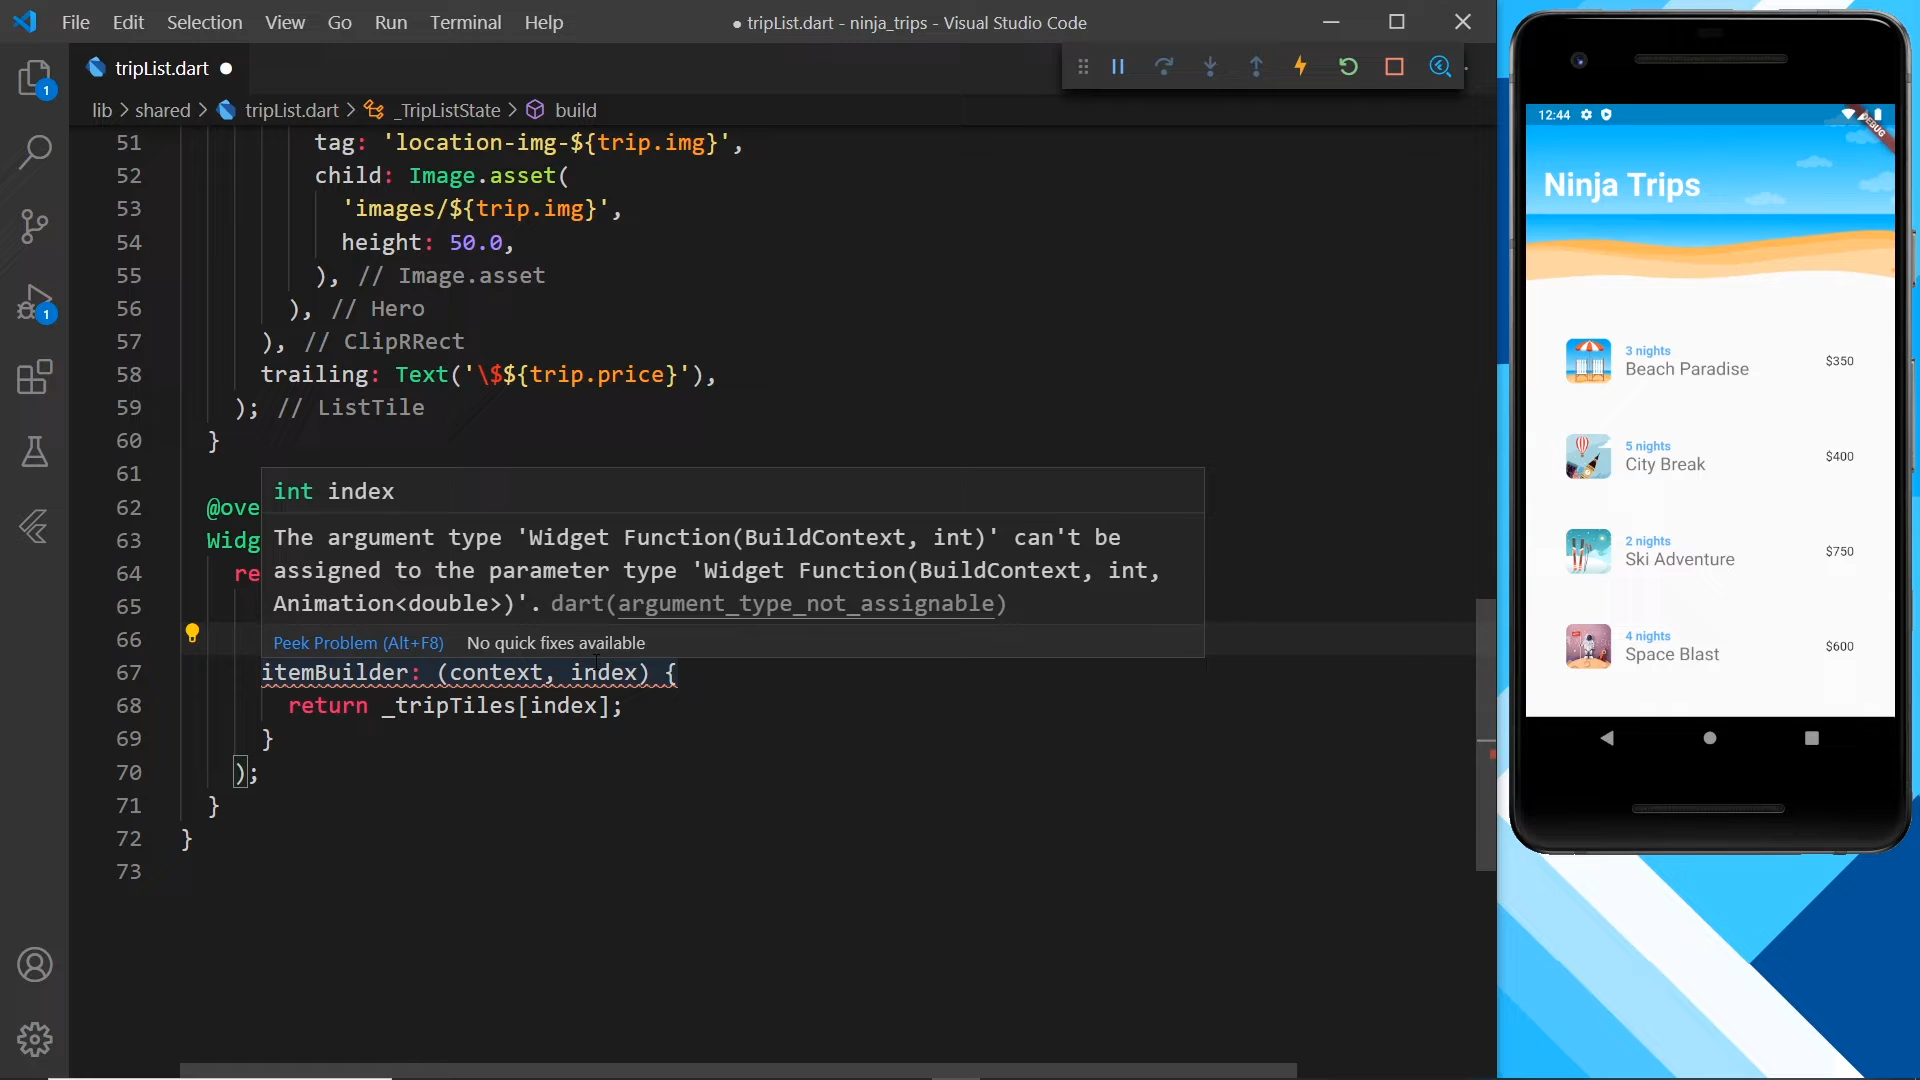 File Edit Selection View Go Run Terminal Help
● tripList.dart - ninja_trips - Visual Studio Code
tripList.dart ●
lib > shared > tripList.dart > _TripListState > build
51 tag: 'location-img-${trip.img}',
52 child: Image.asset(
53 'images/${trip.img}',
54 height: 50.0,
55 ), // Image.asset
56 ), // Hero
57 ), // ClipRRect
58 trailing: Text('\$${trip.price}'),
59 ); // ListTile
60 }
61
62 @ove
63 Widg
64 re
65
66
int index
The argument type 'Widget Function(BuildContext, int)' can't be
assigned to the parameter type 'Widget Function(BuildContext, int,
Animation<double>)'. dart(argument_type_not_assignable)
Peek Problem (Alt+F8) No quick fixes available
67 itemBuilder: (context, index) {
68 return _tripTiles[index];
69 }
70 );
71 }
72 }
73
1
1
12:44
DEBUG
Ninja Trips
3 nights
Beach Paradise
$350
5 nights
City Break
$400
2 nights
Ski Adventure
$750
4 nights
Space Blast
$600